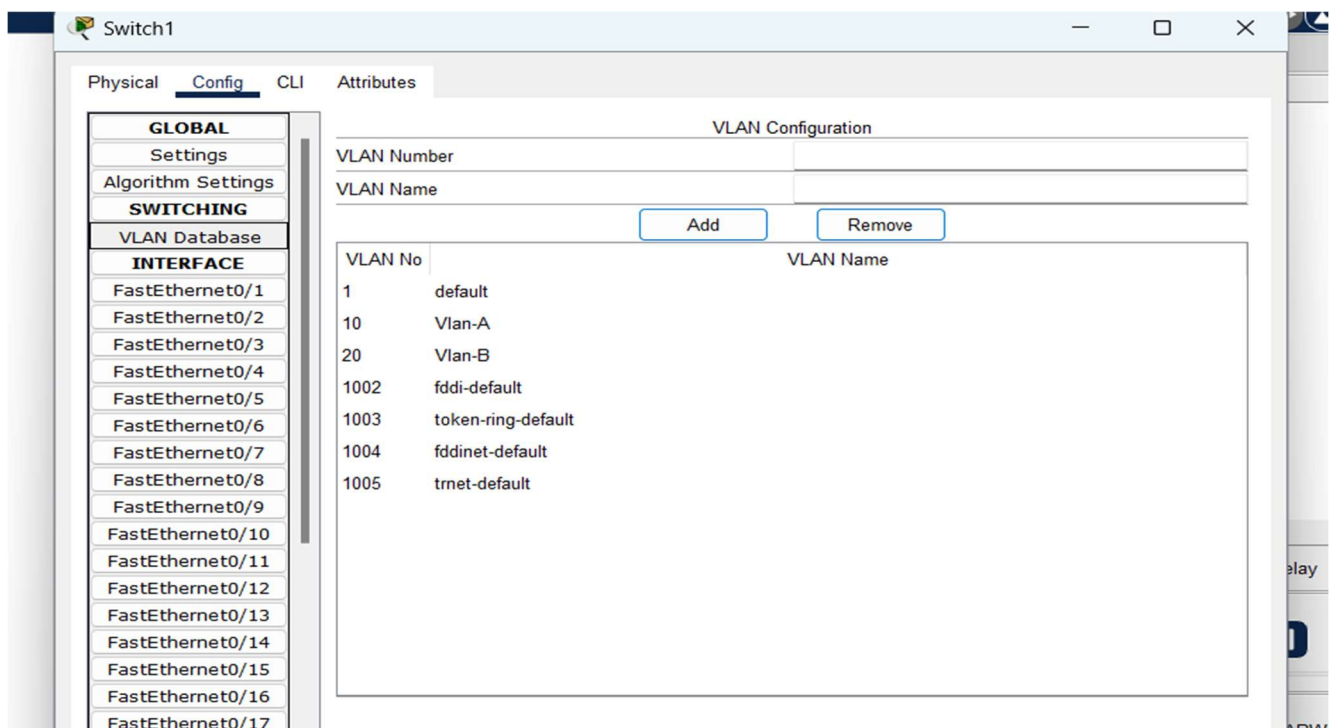 Switch1
Physical Config CLI Attributes
GLOBAL
Settings
Algorithm Settings
SWITCHING
VLAN Database
INTERFACE
FastEthernet0/1
FastEthernet0/2
FastEthernet0/3
FastEthernet0/4
FastEthernet0/5
FastEthernet0/6
FastEthernet0/7
FastEthernet0/8
FastEthernet0/9
FastEthernet0/10
FastEthernet0/11
FastEthernet0/12
FastEthernet0/13
FastEthernet0/14
FastEthernet0/15
FastEthernet0/16
FastEthernet0/17
VLAN Configuration
VLAN Number
VLAN Name
Add Remove
VLAN No VLAN Name
1 default
10 Vlan-A
20 Vlan-B
1002 fddi-default
1003 token-ring-default
1004 fddinet-default
1005 trnet-default
elay